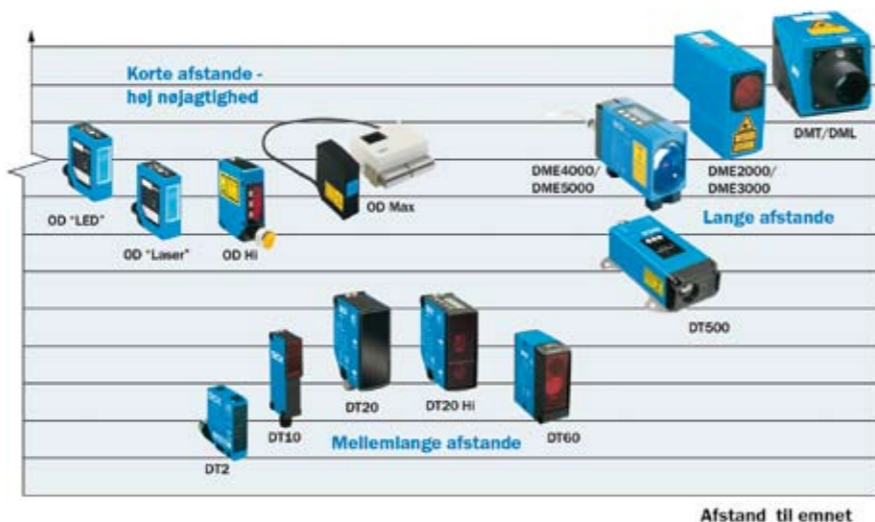 Korte afstande -
høj nøjagtighed
DMT/DML
DME4000/
DME5000
DME2000/
DME3000
OD "LED"
OD "Laser"
OD Hi
OD Max
Lange afstande
DT500
DT20
DT20 Hi
DT10
DT60
Mellemlange afstande
DT2
Afstand til emnet